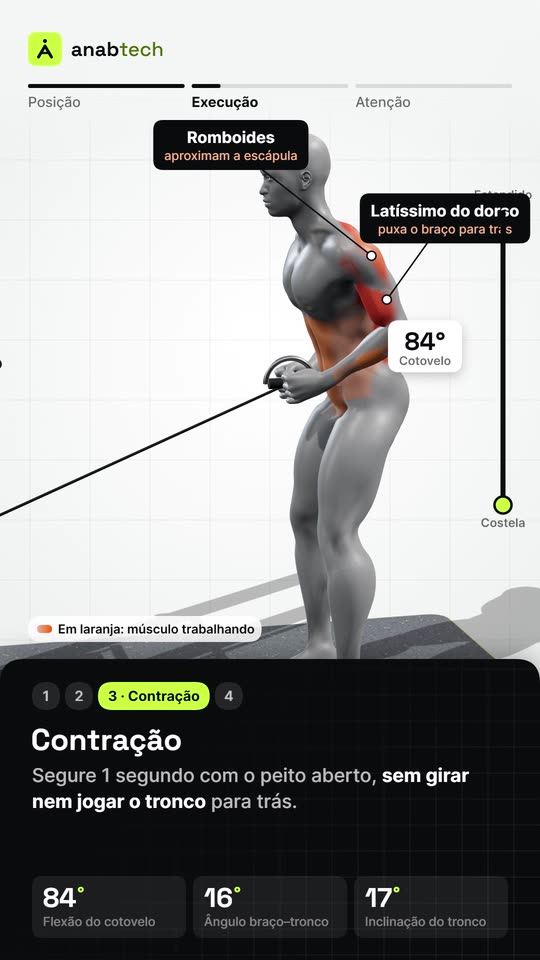 anabtech
Posição
Execução
Atenção
Romboides
aproximam a escápula
Estendido
Latíssimo do dorso
puxa o braço para trás
84°
Cotovelo
Costela
Em laranja: músculo trabalhando
1
2
3 · Contração
4
Contração
Segure 1 segundo com o peito aberto, sem girar
nem jogar o tronco para trás.
84°
16°
17°
Flexão do cotovelo
Ângulo braço–tronco
Inclinação do tronco